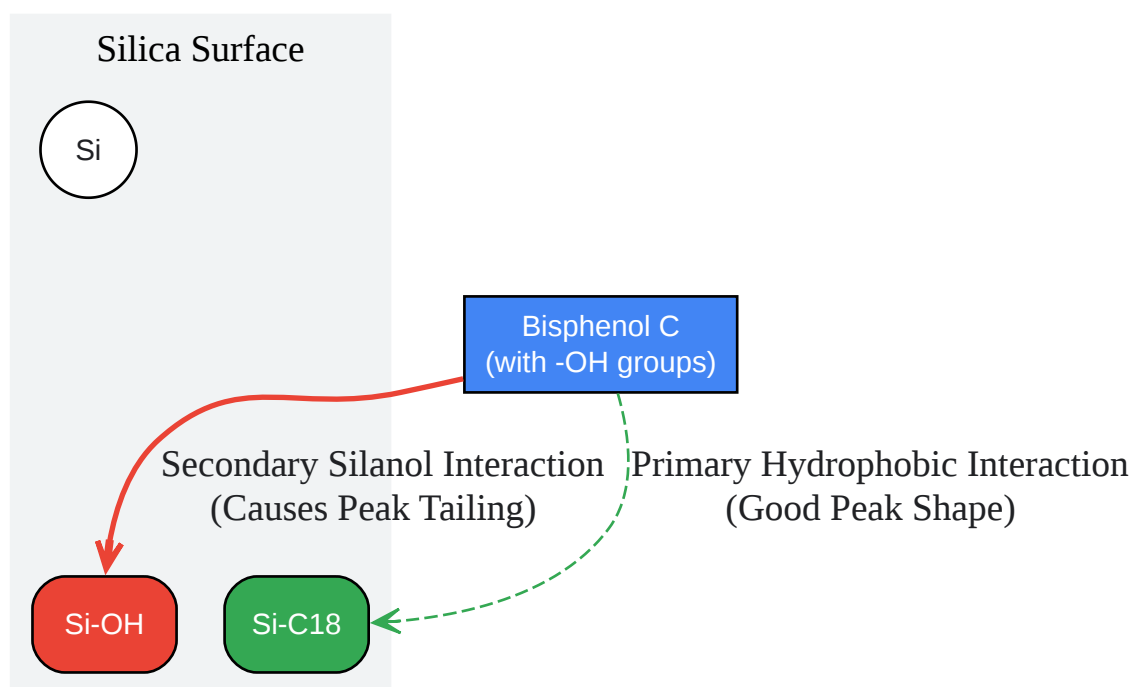 Silica Surface
Si
Bisphenol C
(with -OH groups)
Secondary Silanol Interaction
(Causes Peak Tailing)
Primary Hydrophobic Interaction
(Good Peak Shape)
Si-OH
Si-C18